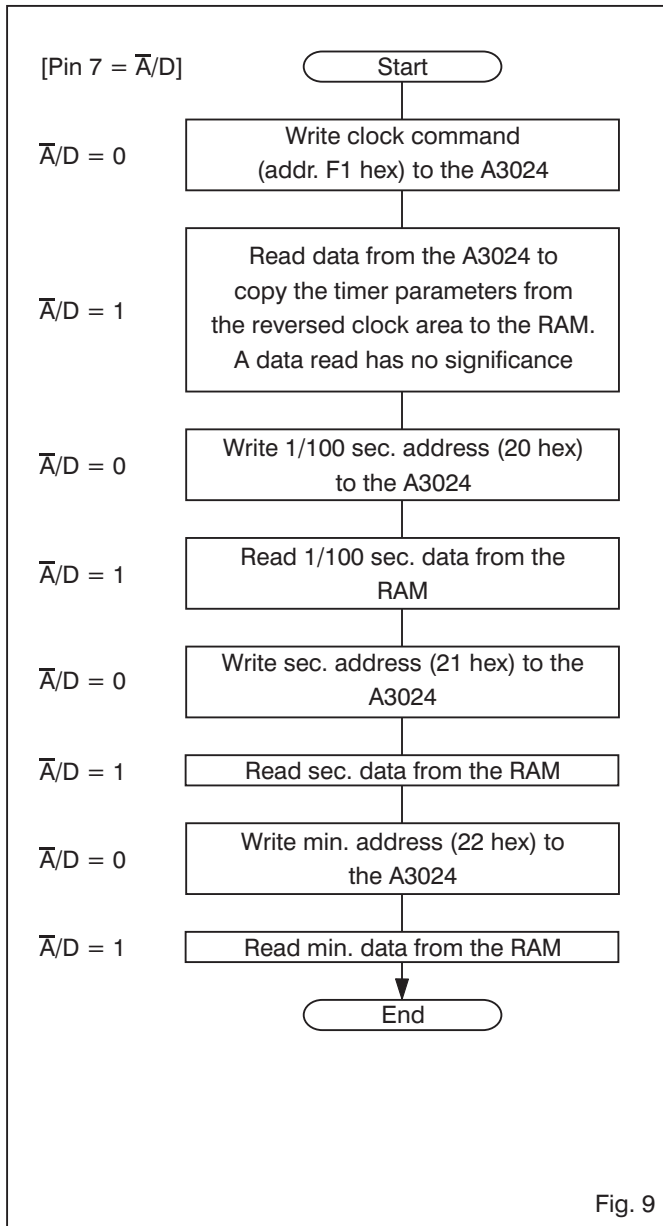 [Pin 7 = A̅/D]
Start
A̅/D = 0
Write clock command
(addr. F1 hex) to the A3024
A̅/D = 1
Read data from the A3024 to
copy the timer parameters from
the reversed clock area to the RAM.
A data read has no significance
A̅/D = 0
Write 1/100 sec. address (20 hex)
to the A3024
A̅/D = 1
Read 1/100 sec. data from the
RAM
A̅/D = 0
Write sec. address (21 hex) to the
A3024
A̅/D = 1
Read sec. data from the RAM
A̅/D = 0
Write min. address (22 hex) to
the A3024
A̅/D = 1
Read min. data from the RAM
End
Fig. 9